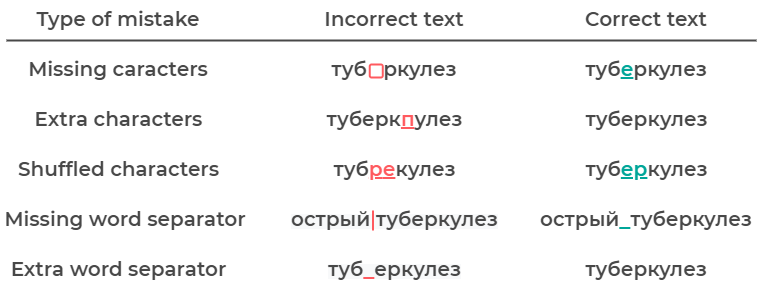 Type of mistake Incorrect text Correct text
Missing caracters туб▢ркулез туберкулез
Extra characters туберкпулез туберкулез
Shuffled characters тубрекулез туберкулез
Missing word separator острый|туберкулез острый_туберкулез
Extra word separator туб_еркулез туберкулез